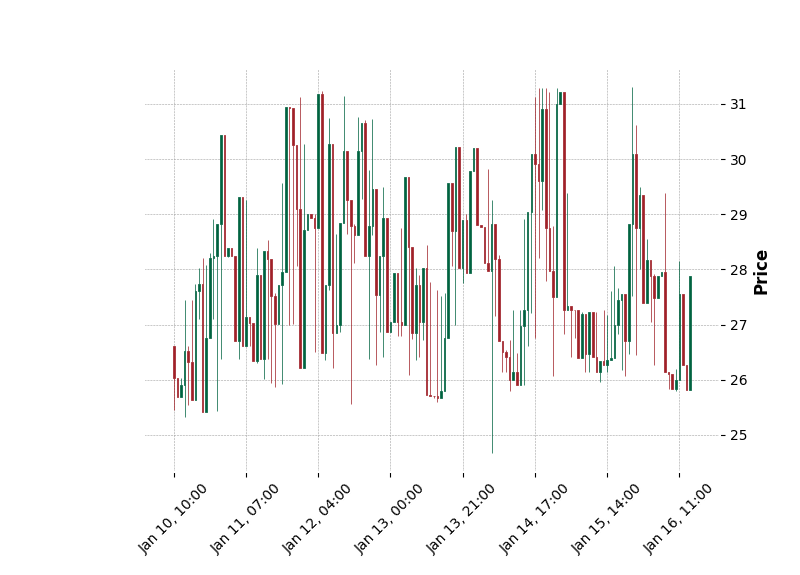 31
30
29
28
27
26
25
Price
Jan 10, 10:00
Jan 11, 07:00
Jan 12, 04:00
Jan 13, 00:00
Jan 13, 21:00
Jan 14, 17:00
Jan 15, 14:00
Jan 16, 11:00